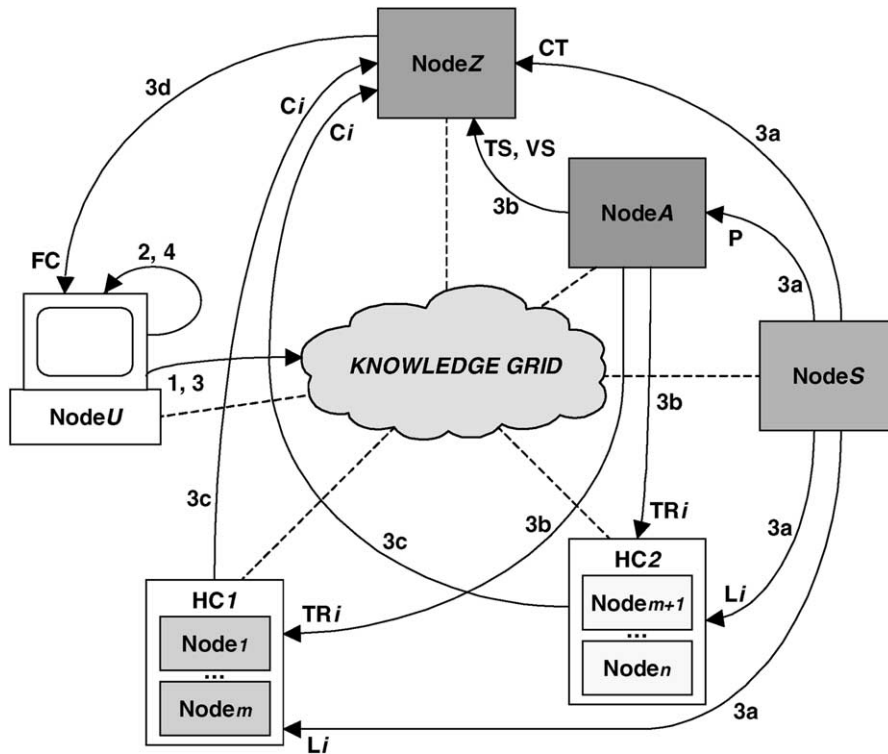 NodeZ
CT
3d
Ci
Ci
3a
TS, VS
3b
NodeA
P
3a
FC
2, 4
KNOWLEDGE GRID
NodeS
1, 3
NodeU
3b
3c
3b
TRi
3a
3c
HC2
Li
Nodem+1
...
Noden
HC1
TRi
Node1
...
Nodem
3a
Li